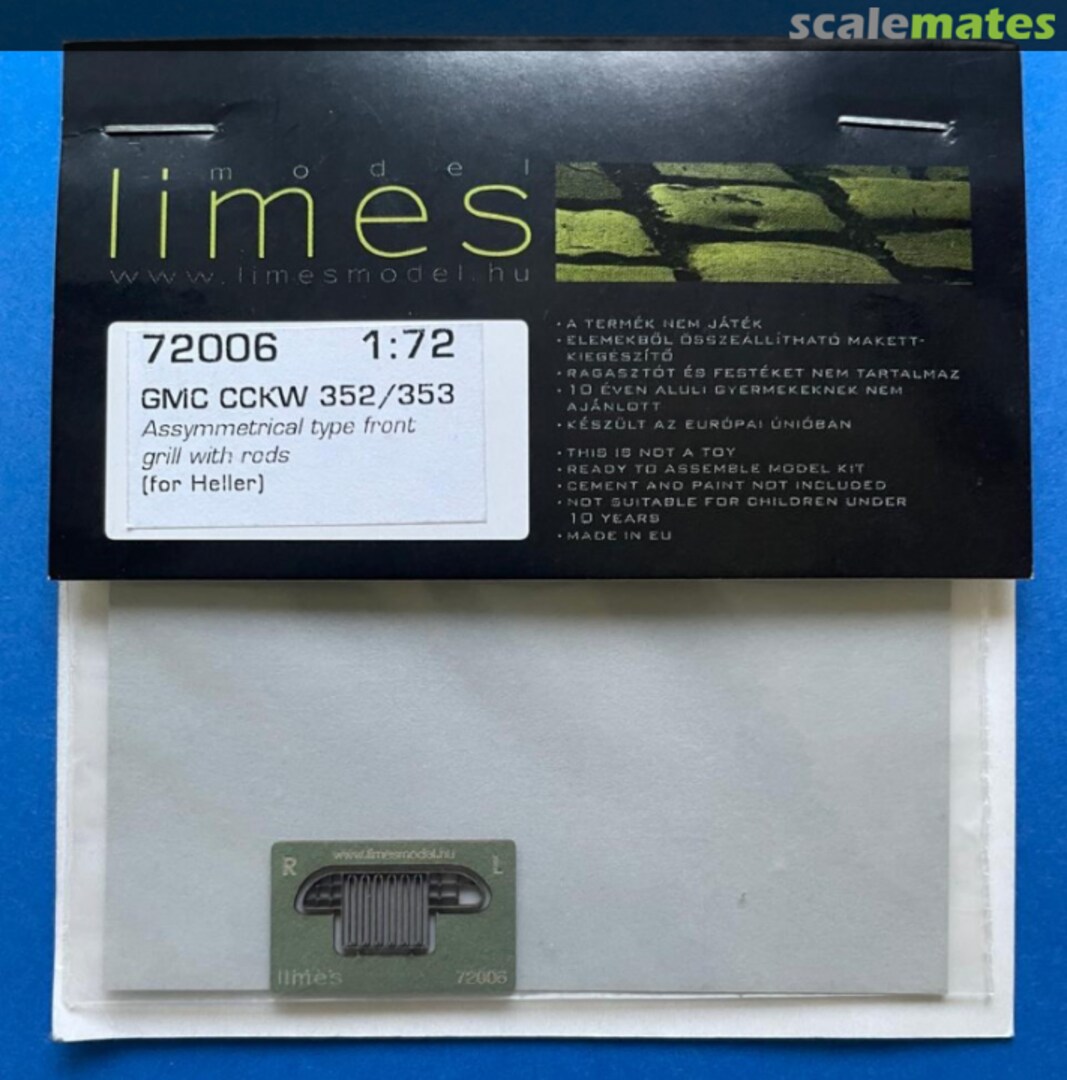 scalemates
model
limes
www.limesmodel.hu
72006 1:72
GMC CCKW 352/353
Assymmetrical type front
grill with rods
(for Heller)
• A TERMÉK NEM JÁTÉK
• ELEMEKBŐL ÖSSZEÁLLÍTHATÓ MAKETT-
KIEGÉSZÍTŐ
• RAGASZTÓT ÉS FESTÉKET NEM TARTALMAZ
• 10 ÉVEN ALULI GYERMEKEKNEK NEM
AJÁNLOTT
• KÉSZÜLT AZ EURÓPAI ÚNIÓBAN
• THIS IS NOT A TOY
• READY TO ASSEMBLE MODEL KIT
• CEMENT AND PAINT NOT INCLUDED
• NOT SUITABLE FOR CHILDREN UNDER
10 YEARS
• MADE IN EU
www.limesmodel.hu
R L
limes 72006